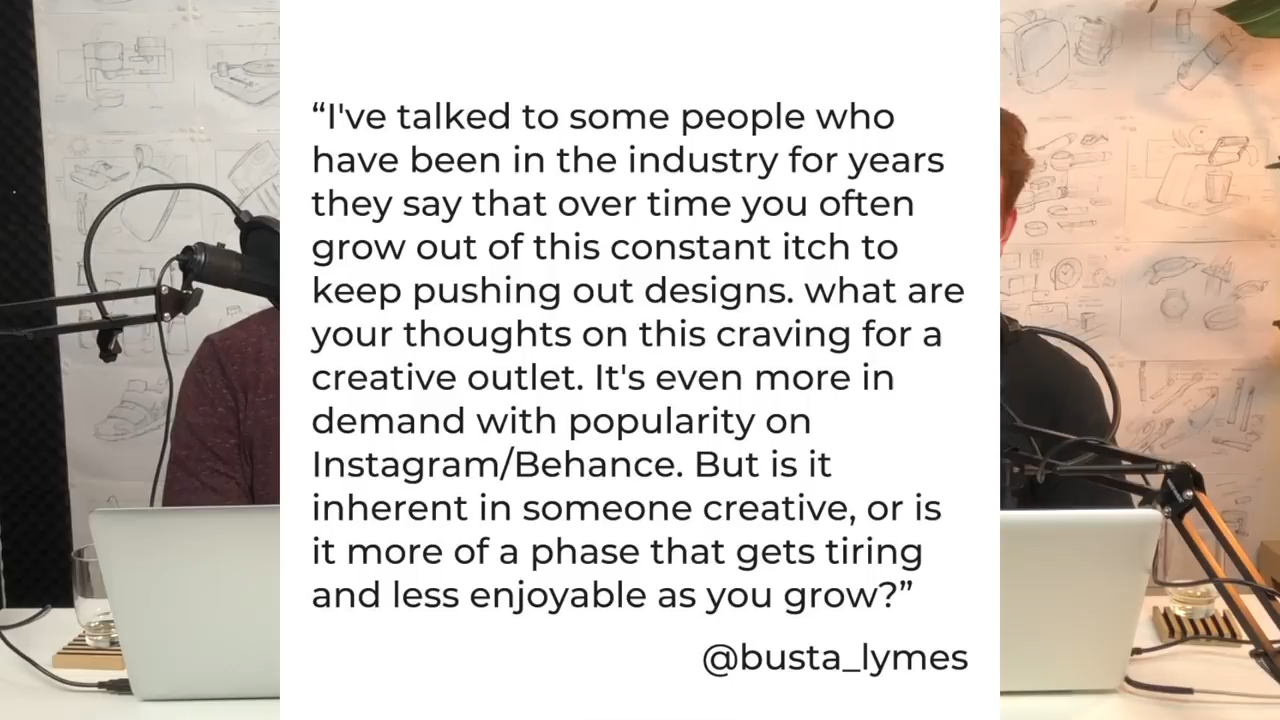 “I've talked to some people who
have been in the industry for years
they say that over time you often
grow out of this constant itch to
keep pushing out designs. what are
your thoughts on this craving for a
creative outlet. It's even more in
demand with popularity on
Instagram/Behance. But is it
inherent in someone creative, or is
it more of a phase that gets tiring
and less enjoyable as you grow?”
@busta_lymes